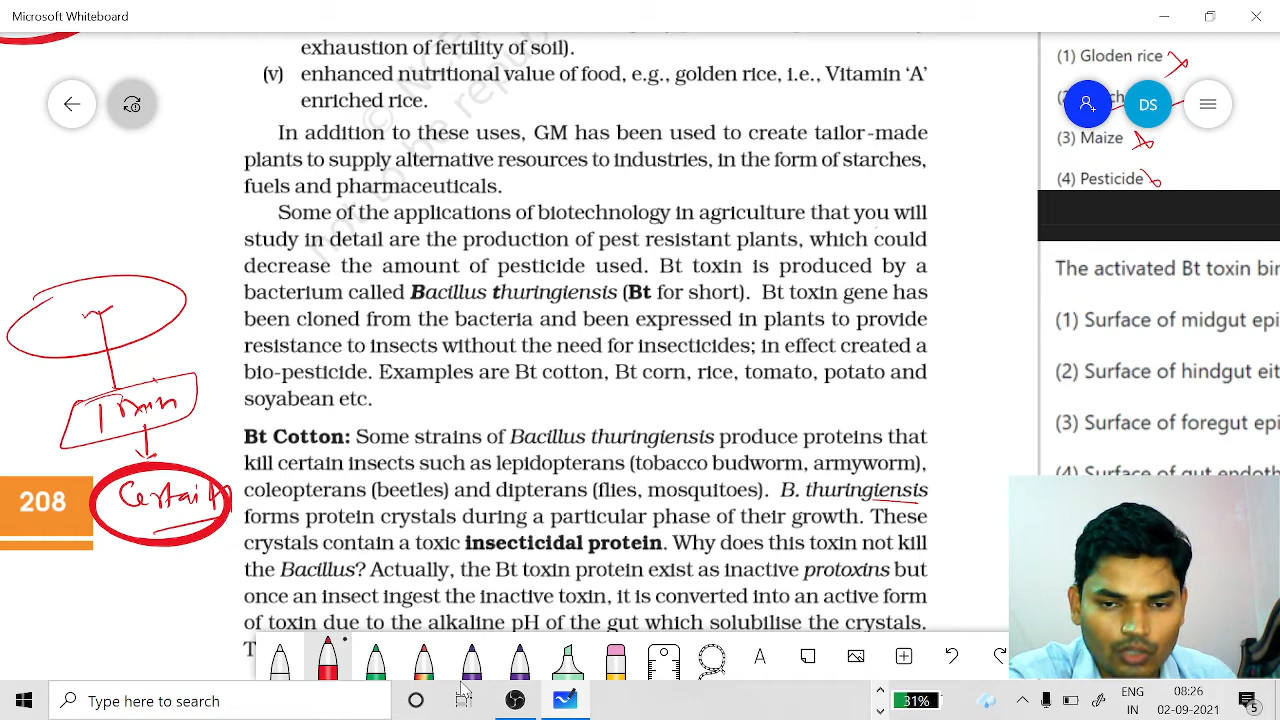 Microsoft Whiteboard
exhaustion of fertility of soil).
(v) enhanced nutritional value of food, e.g., golden rice, i.e., Vitamin ‘A’
enriched rice.
In addition to these uses, GM has been used to create tailor-made
plants to supply alternative resources to industries, in the form of starches,
fuels and pharmaceuticals.
Some of the applications of biotechnology in agriculture that you will
study in detail are the production of pest resistant plants, which could
decrease the amount of pesticide used. Bt toxin is produced by a
bacterium called Bacillus thuringiensis (Bt for short). Bt toxin gene has
been cloned from the bacteria and been expressed in plants to provide
resistance to insects without the need for insecticides; in effect created a
bio-pesticide. Examples are Bt cotton, Bt corn, rice, tomato, potato and
soyabean etc.
Bt Cotton: Some strains of Bacillus thuringiensis produce proteins that
kill certain insects such as lepidopterans (tobacco budworm, armyworm),
coleopterans (beetles) and dipterans (flies, mosquitoes). B. thuringiensis
forms protein crystals during a particular phase of their growth. These
crystals contain a toxic insecticidal protein. Why does this toxin not kill
the Bacillus? Actually, the Bt toxin protein exist as inactive protoxins but
once an insect ingest the inactive toxin, it is converted into an active form
of toxin due to the alkaline pH of the gut which solubilise the crystals.
Toxin
208
(1) Gloden rice
DS
(3) Maize
(4) Pesticide
The activated Bt toxin bin
(1) Surface of midgut epi
(2) Surface of hindgut eit
(3) Surface of foregut epi
(4) Surface of gut endoth
A
Type here to search
31%
ENG
IN
08:26
02-09-2021
5